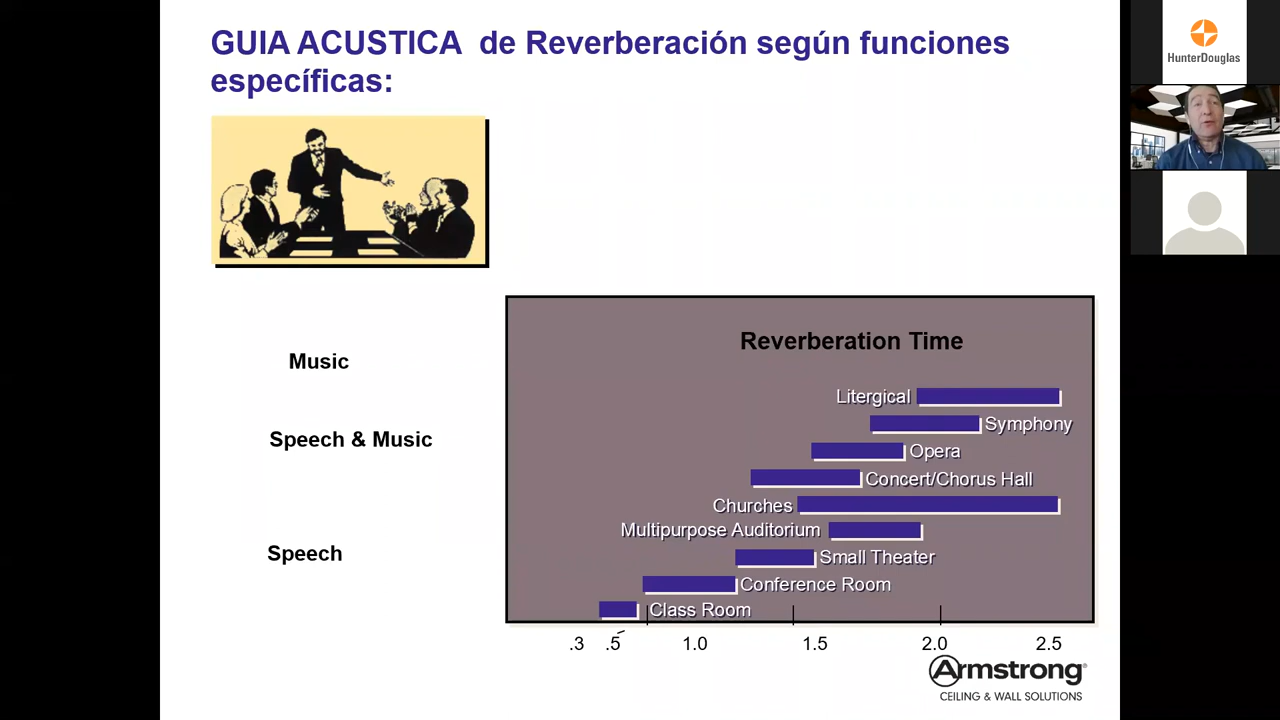 GUIA ACUSTICA de Reverberación según funciones
específicas:
HunterDouglas
Reverberation Time
Music
Litergical
Symphony
Speech & Music
Opera
Concert/Chorus Hall
Churches
Multipurpose Auditorium
Speech
Small Theater
Conference Room
Class Room
.3 .5 1.0 1.5 2.0 2.5
Armstrong®
CEILING & WALL SOLUTIONS